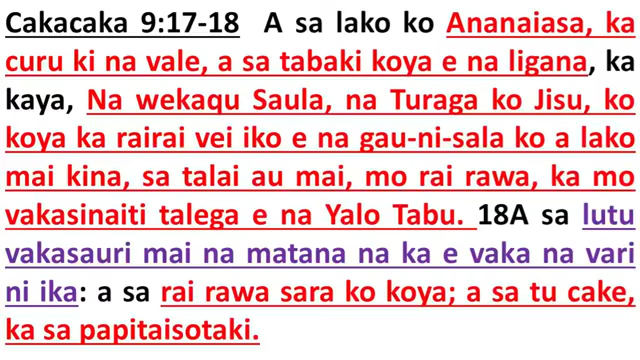 Cakacaka 9:17-18 A sa lako ko Ananaiasa, ka
curu ki na vale, a sa tabaki koya e na ligana, ka
kaya, Na wekaqu Saula, na Turaga ko Jisu, ko
koya ka rairai vei iko e na gau-ni-sala ko a lako
mai kina, sa talai au mai, mo rai rawa, ka mo
vakasinaiti talega e na Yalo Tabu. 18A sa lutu
vakasauri mai na matana na ka e vaka na vari
ni ika: a sa rai rawa sara ko koya; a sa tu cake,
ka sa papitaisotaki.